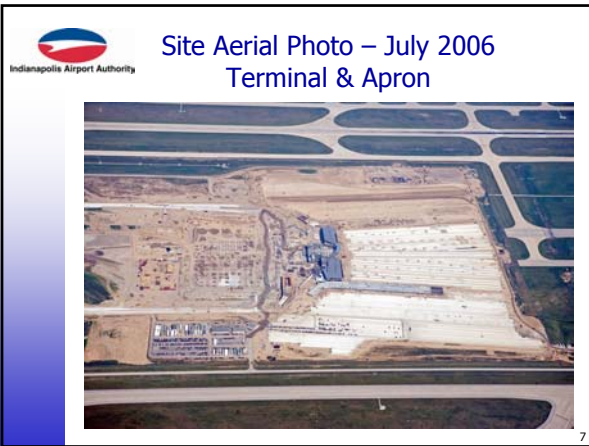 Indianapolis Airport Authority
Site Aerial Photo – July 2006
Terminal & Apron
7